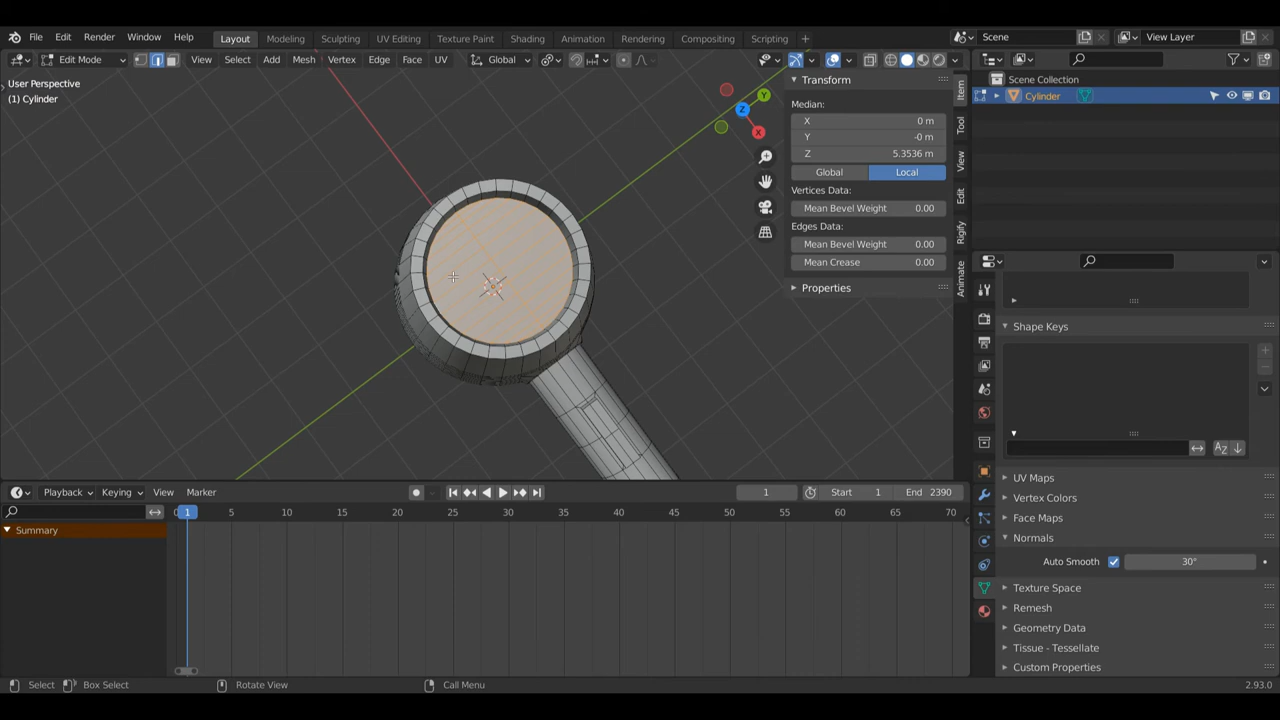 File Edit Render Window Help Layout Modeling Sculpting UV Editing Texture Paint Shading Animation Rendering Compositing Scripting Scene View Layer
Edit Mode View Select Add Mesh Vertex Edge Face UV Global
User Perspective
(1) Cylinder
Transform
Median:
X 0 m
Y -0 m
Z 5.3536 m
Global Local
Vertices Data:
Mean Bevel Weight 0.00
Edges Data:
Mean Bevel Weight 0.00
Mean Crease 0.00
Properties
Y
Z
X
Item
Tool
View
Edit
Rigify
Animate
Scene Collection
Cylinder
Shape Keys
UV Maps
Vertex Colors
Face Maps
Normals
Auto Smooth 30°
Texture Space
Remesh
Geometry Data
Tissue - Tessellate
Custom Properties
Playback Keying View Marker 1 Start 1 End 2390
0 1 5 10 15 20 25 30 35 40 45 50 55 60 65 70
Summary
Select Box Select Rotate View Call Menu 2.93.0